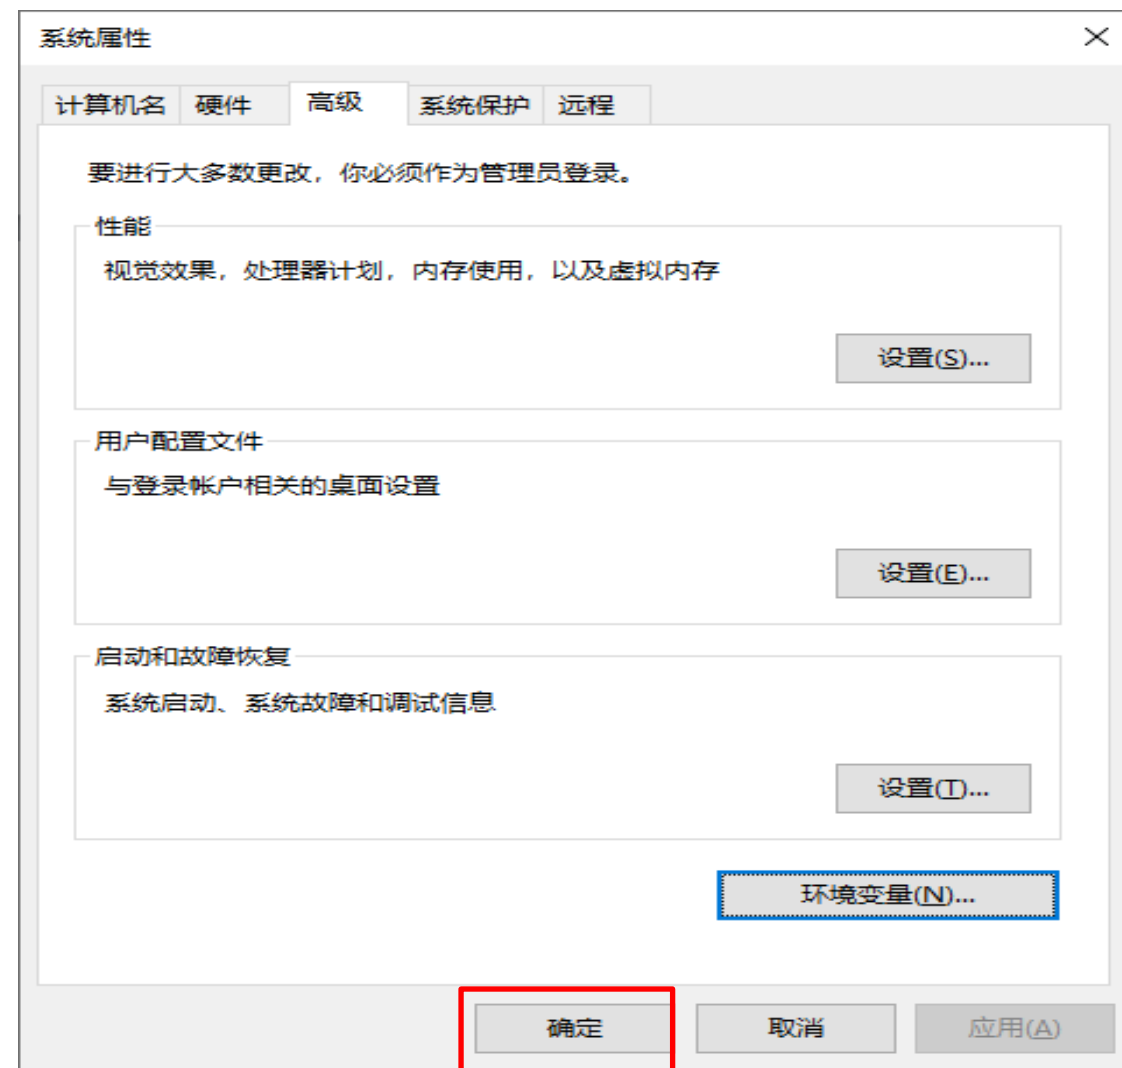 系统属性
计算机名 硬件 高级 系统保护 远程
要进行大多数更改，你必须作为管理员登录。
性能
视觉效果，处理器计划，内存使用，以及虚拟内存
设置(S)...
用户配置文件
与登录帐户相关的桌面设置
设置(E)...
启动和故障恢复
系统启动、系统故障和调试信息
设置(T)...
环境变量(N)...
确定 取消 应用(A)